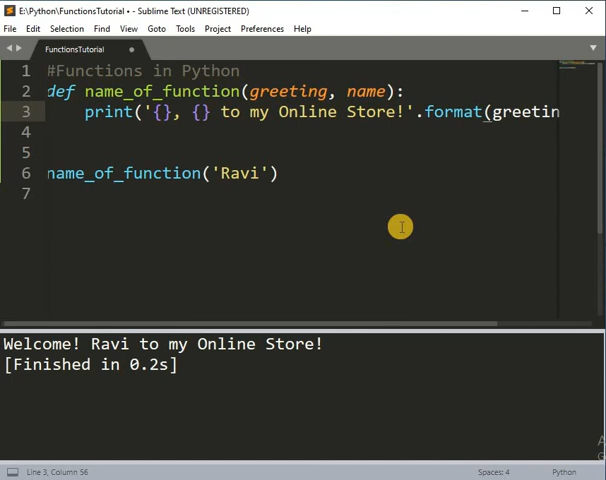 E:\Python\FunctionsTutorial • - Sublime Text (UNREGISTERED)
File Edit Selection Find View Goto Tools Project Preferences Help
FunctionsTutorial
1 #Functions in Python
2 def name_of_function(greeting, name):
3 print('{}, {} to my Online Store!'.format(greetin
4
5
6 name_of_function('Ravi')
7
Welcome! Ravi to my Online Store!
[Finished in 0.2s]
Line 3, Column 56 Spaces: 4 Python